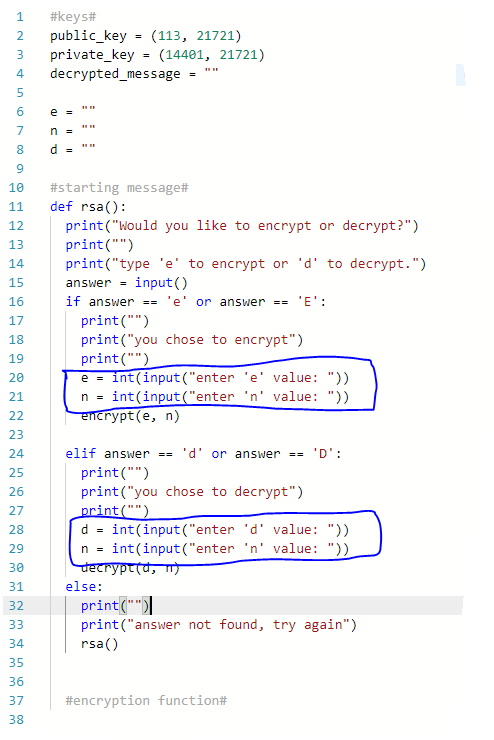 1 #keys#
2 public_key = (113, 21721)
3 private_key = (14401, 21721)
4 decrypted_message = ""
5
6 e = ""
7 n = ""
8 d = ""
9
10 #starting message#
11 def rsa():
12   print("Would you like to encrypt or decrypt?")
13   print("")
14   print("type 'e' to encrypt or 'd' to decrypt.")
15   answer = input()
16   if answer == 'e' or answer == 'E':
17     print("")
18     print("you chose to encrypt")
19     print("")
20     e = int(input("enter 'e' value: "))
21     n = int(input("enter 'n' value: "))
22     encrypt(e, n)
23
24   elif answer == 'd' or answer == 'D':
25     print("")
26     print("you chose to decrypt")
27     print("")
28     d = int(input("enter 'd' value: "))
29     n = int(input("enter 'n' value: "))
30     decrypt(d, n)
31   else:
32     print("")
33     print("answer not found, try again")
34     rsa()
35
36
37   #encryption function#
38